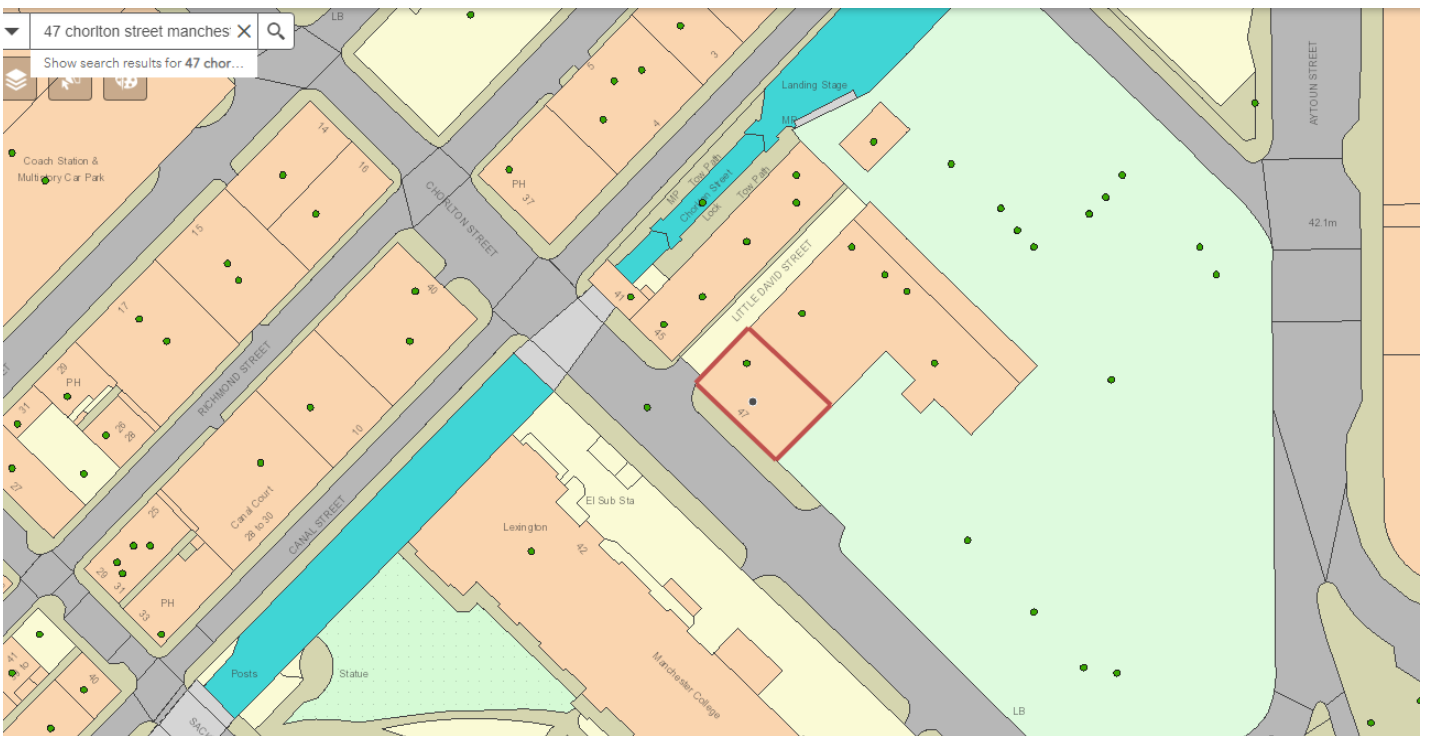 47 chorlton street manches
Show search results for 47 chor...
LB
Coach Station &
Multistory Car Park
14
16
15
17
5
3
4
PH
37
CHORLTON STREET
Landing Stage
MP
MP Tow Path
Chorlton Street
Lock
Tow Path
AYTOUN STREET
42.1m
41
45
LITTLE DAVID STREET
47
40
29
PH
31
26
28
27
RICHMOND STREET
10
Canal Court
28 to 30
CANAL STREET
25
29
31
33
PH
El Sub Sta
Lexington
42
Manchester College
Posts
Statue
41
40
SAC
LB